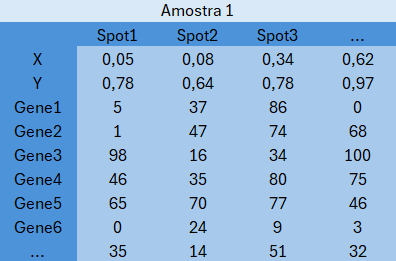 Amostra 1
Spot1 Spot2 Spot3 ...
X 0,05 0,08 0,34 0,62
Y 0,78 0,64 0,78 0,97
Gene1 5 37 86 0
Gene2 1 47 74 68
Gene3 98 16 34 100
Gene4 46 35 80 75
Gene5 65 70 77 46
Gene6 0 24 9 3
... 35 14 51 32